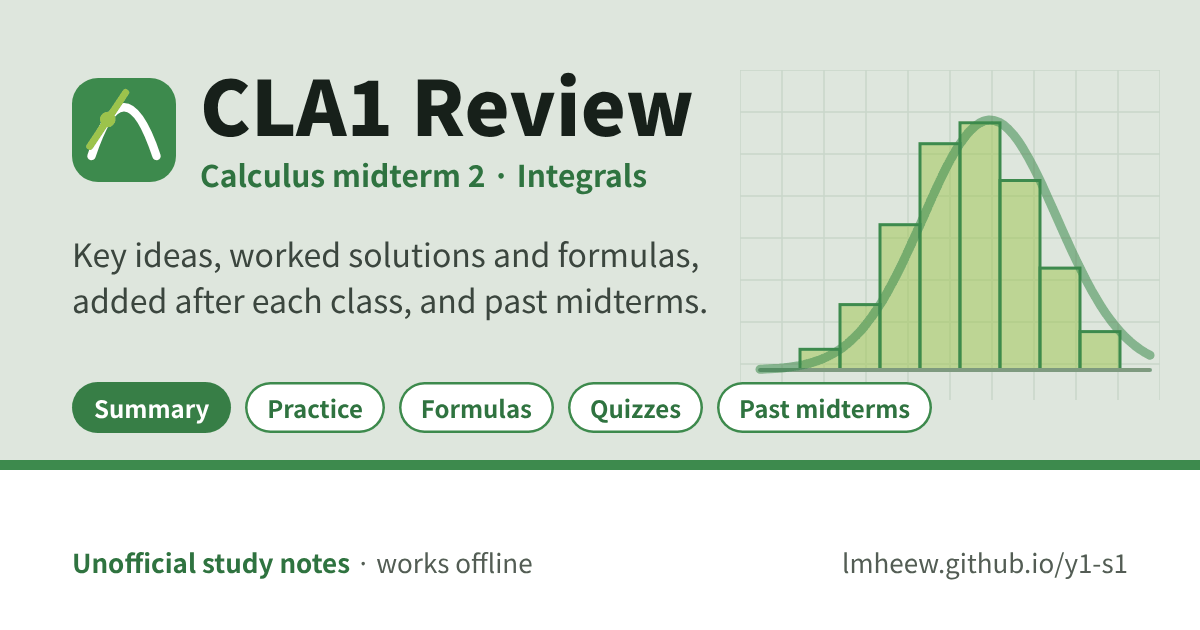 CLA1 Review
Calculus midterm 2 · Integrals
Key ideas, worked solutions and formulas,
added after each class, and past midterms.
Summary
Practice
Formulas
Quizzes
Past midterms
Unofficial study notes · works offline
lmheew.github.io/y1-s1